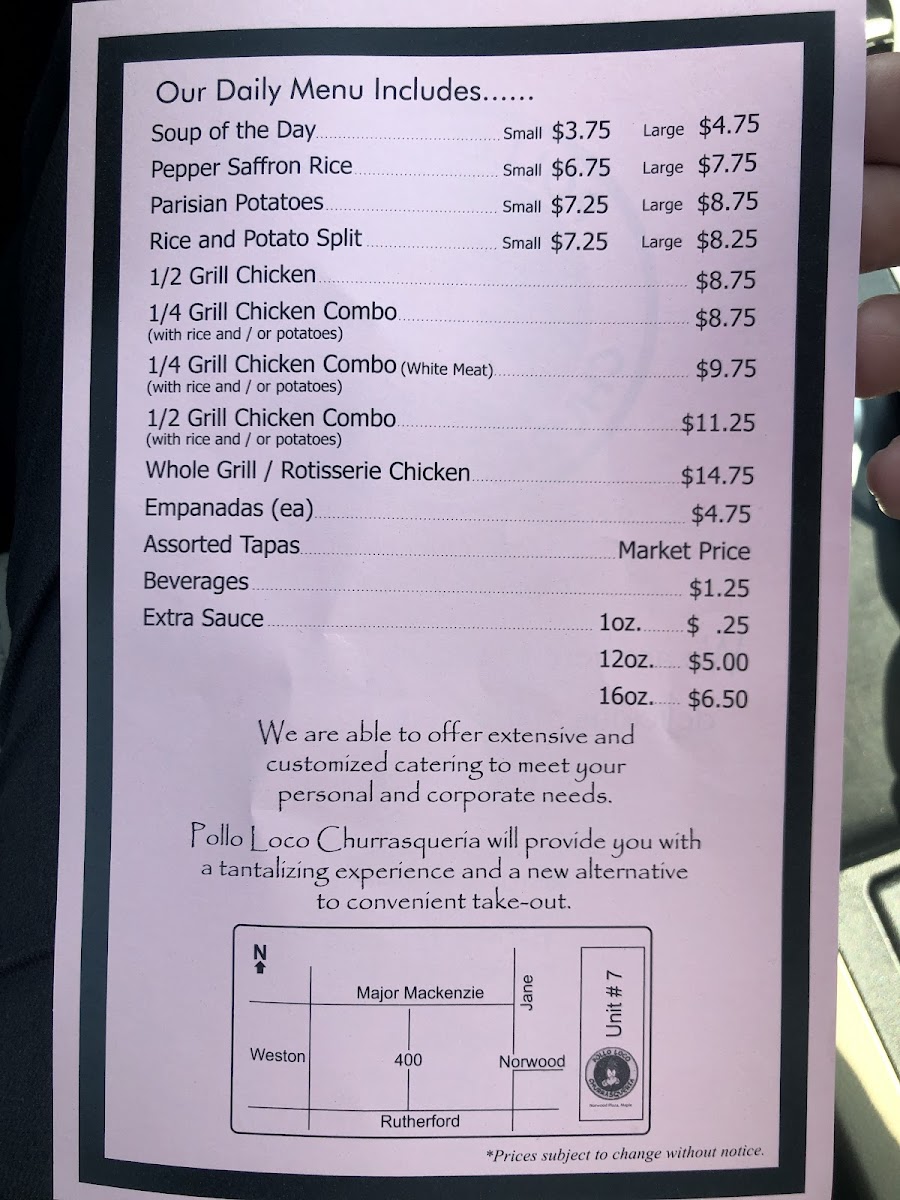 Our Daily Menu Includes......
Soup of the Day Small $3.75 Large $4.75
Pepper Saffron Rice Small $6.75 Large $7.75
Parisian Potatoes Small $7.25 Large $8.75
Rice and Potato Split Small $7.25 Large $8.25
1/2 Grill Chicken $8.75
1/4 Grill Chicken Combo $8.75
(with rice and / or potatoes)
1/4 Grill Chicken Combo (White Meat) $9.75
(with rice and / or potatoes)
1/2 Grill Chicken Combo $11.25
(with rice and / or potatoes)
Whole Grill / Rotisserie Chicken $14.75
Empanadas (ea) $4.75
Assorted Tapas Market Price
Beverages $1.25
Extra Sauce 1oz. $ .25
12oz. $5.00
16oz. $6.50
We are able to offer extensive and
customized catering to meet your
personal and corporate needs.
Pollo Loco Churrasqueria will provide you with
a tantalizing experience and a new alternative
to convenient take-out.
N
Major Mackenzie
Jane
Unit # 7
Weston
400
Norwood
POLLO LOCO
CHURRASQUERIA
Norwood Plaza, Maple
Rutherford
*Prices subject to change without notice.